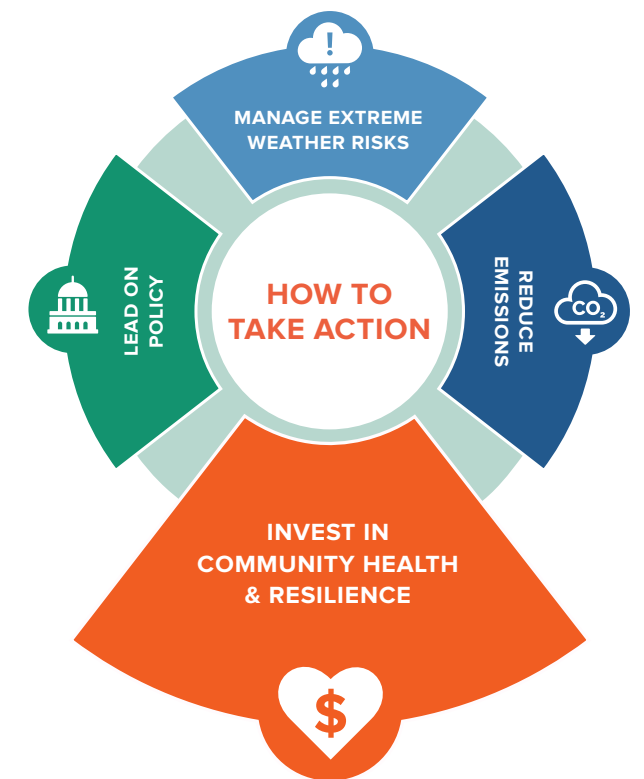 !
MANAGE EXTREME
WEATHER RISKS
LEAD ON
POLICY
HOW TO
TAKE ACTION
REDUCE
EMISSIONS
CO₂
INVEST IN
COMMUNITY HEALTH
& RESILIENCE
$